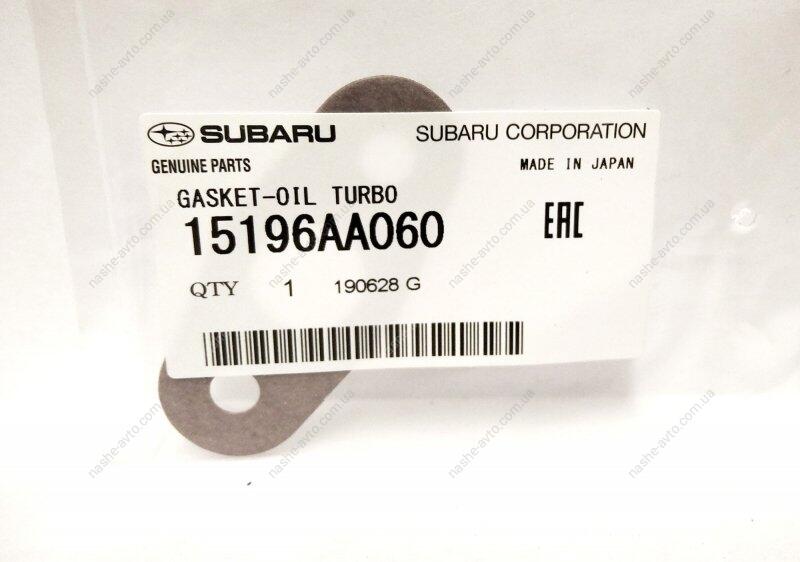 SUBARU SUBARU CORPORATION
GENUINE PARTS MADE IN JAPAN
GASKET-OIL TURBO
15196AA060 EAC
QTY 1 190628 G
nashe-avto.com.ua